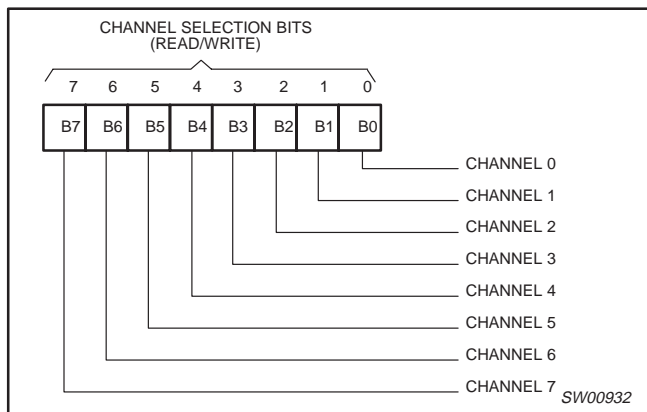 CHANNEL SELECTION BITS
(READ/WRITE)
7 6 5 4 3 2 1 0
B7 B6 B5 B4 B3 B2 B1 B0
CHANNEL 0
CHANNEL 1
CHANNEL 2
CHANNEL 3
CHANNEL 4
CHANNEL 5
CHANNEL 6
CHANNEL 7
SW00932